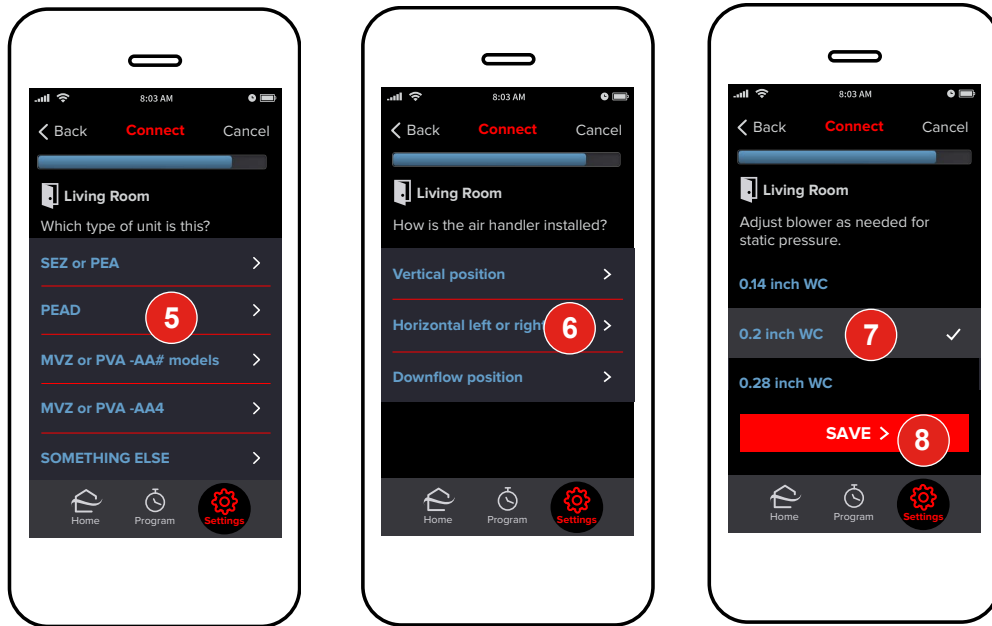 8:03 AM
Back Connect Cancel
Living Room
Which type of unit is this?
SEZ or PEA
PEAD
5
MVZ or PVA -AA# models
MVZ or PVA -AA4
SOMETHING ELSE
Home Program Settings
8:03 AM
Back Connect Cancel
Living Room
How is the air handler installed?
Vertical position
Horizontal left or right
6
Downflow position
Home Program Settings
8:03 AM
Back Connect Cancel
Living Room
Adjust blower as needed for
static pressure.
0.14 inch WC
0.2 inch WC
7
0.28 inch WC
SAVE
8
Home Program Settings